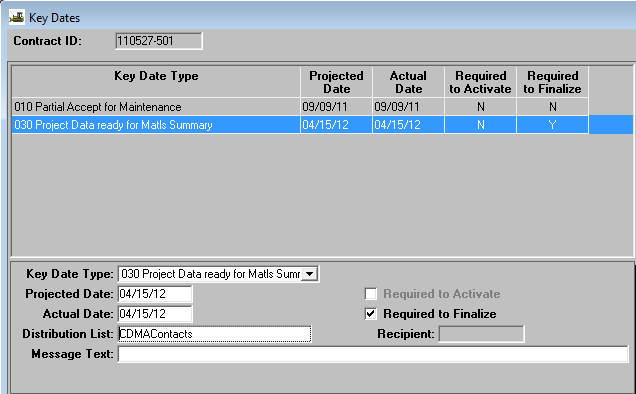 Key Dates
Contract ID: 110527-501
Key Date Type Projected Date Actual Date Required to Activate Required to Finalize
010 Partial Accept for Maintenance 09/09/11 09/09/11 N N
030 Project Data ready for Matls Summary 04/15/12 04/15/12 N Y
Key Date Type: 030 Project Data ready for Matls Summ
Projected Date: 04/15/12 Required to Activate
Actual Date: 04/15/12 Required to Finalize
Distribution List: CDMAContacts Recipient:
Message Text: